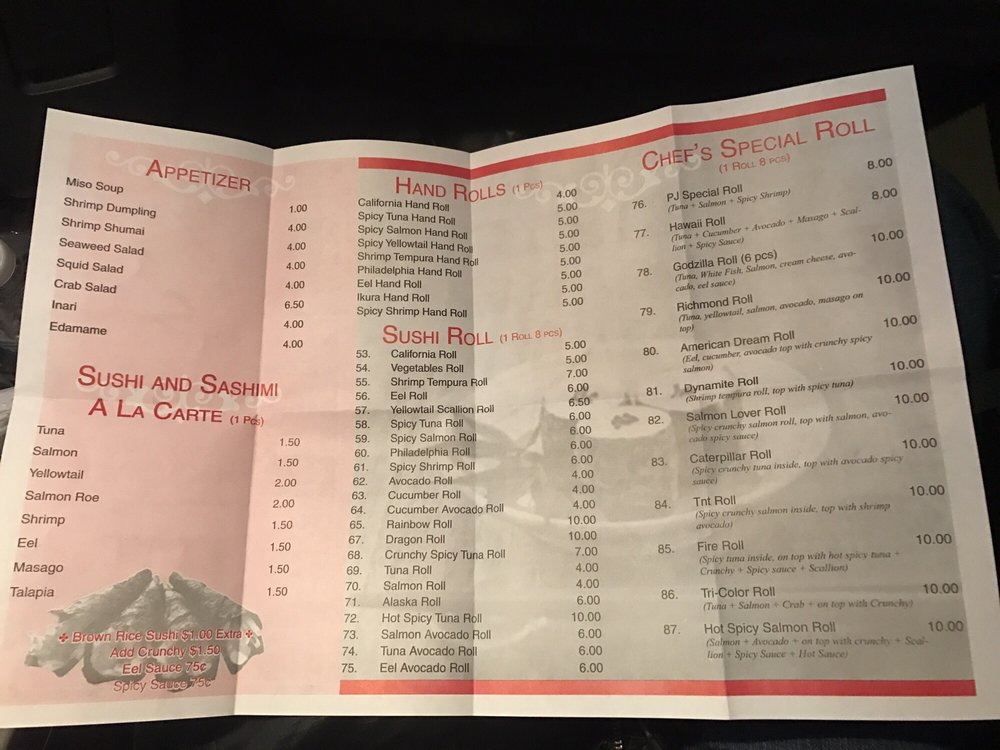 APPETIZER
Miso Soup 1.00
Shrimp Dumpling 4.00
Shrimp Shumai 4.00
Seaweed Salad 4.00
Squid Salad 4.00
Crab Salad 6.50
Inari 4.00
Edamame 4.00
SUSHI AND SASHIMI
A LA CARTE (1 PCS)
Tuna 1.50
Salmon 1.50
Yellowtail 2.00
Salmon Roe 2.00
Shrimp 1.50
Eel 1.50
Masago 1.50
Talapia 1.50
Brown Rice Sushi $1.00 Extra
Add Crunchy $1.50
Eel Sauce 75¢
Spicy Sauce 75¢
HAND ROLLS (1 PCS)
California Hand Roll 4.00
Spicy Tuna Hand Roll 5.00
Spicy Salmon Hand Roll 5.00
Spicy Yellowtail Hand Roll 5.00
Shrimp Tempura Hand Roll 5.00
Philadelphia Hand Roll 5.00
Eel Hand Roll 5.00
Ikura Hand Roll 5.00
Spicy Shrimp Hand Roll 5.00
SUSHI ROLL (1 ROLL 8 PCS)
53. California Roll 5.00
54. Vegetables Roll 5.00
55. Shrimp Tempura Roll 7.00
56. Eel Roll 6.00
57. Yellowtail Scallion Roll 6.50
58. Spicy Tuna Roll 6.00
59. Spicy Salmon Roll 6.00
60. Philadelphia Roll 6.00
61. Spicy Shrimp Roll 6.00
62. Avocado Roll 4.00
63. Cucumber Roll 4.00
64. Cucumber Avocado Roll 4.00
65. Rainbow Roll 10.00
67. Dragon Roll 10.00
68. Crunchy Spicy Tuna Roll 7.00
69. Tuna Roll 4.00
70. Salmon Roll 4.00
71. Alaska Roll 6.00
72. Hot Spicy Tuna Roll 10.00
73. Salmon Avocado Roll 6.00
74. Tuna Avocado Roll 6.00
75. Eel Avocado Roll 6.00
CHEF'S SPECIAL ROLL
(1 ROLL 8 PCS)
76. PJ Special Roll 8.00
(Tuna + Salmon + Spicy Shrimp)
77. Hawaii Roll 8.00
(Tuna + Cucumber + Avocado + Masago + Scal-
lion + Spicy Sauce)
78. Godzilla Roll (6 pcs) 10.00
(Tuna, White Fish, Salmon, cream cheese, avo-
cado, eel sauce)
79. Richmond Roll 10.00
(Tuna, yellowtail, salmon, avocado, masago on
top)
80. American Dream Roll 10.00
(Eel, cucumber, avocado top with crunchy spicy
salmon)
81. Dynamite Roll 10.00
(Shrimp tempura roll, top with spicy tuna)
82. Salmon Lover Roll 10.00
(Spicy crunchy salmon roll, top with salmon, avo-
cado spicy sauce)
83. Caterpillar Roll 10.00
(Spicy crunchy tuna inside, top with avocado spicy
sauce)
84. Tnt Roll 10.00
(Spicy crunchy salmon inside, top with shrimp
avocado)
85. Fire Roll 10.00
(Spicy tuna inside, on top with hot spicy tuna +
Crunchy + Spicy sauce + Scallion)
86. Tri-Color Roll 10.00
(Tuna + Salmon + Crab + on top with Crunchy)
87. Hot Spicy Salmon Roll 10.00
(Salmon + Avocado + on top with crunchy + Scal-
lion + Spicy Sauce + Hot Sauce)